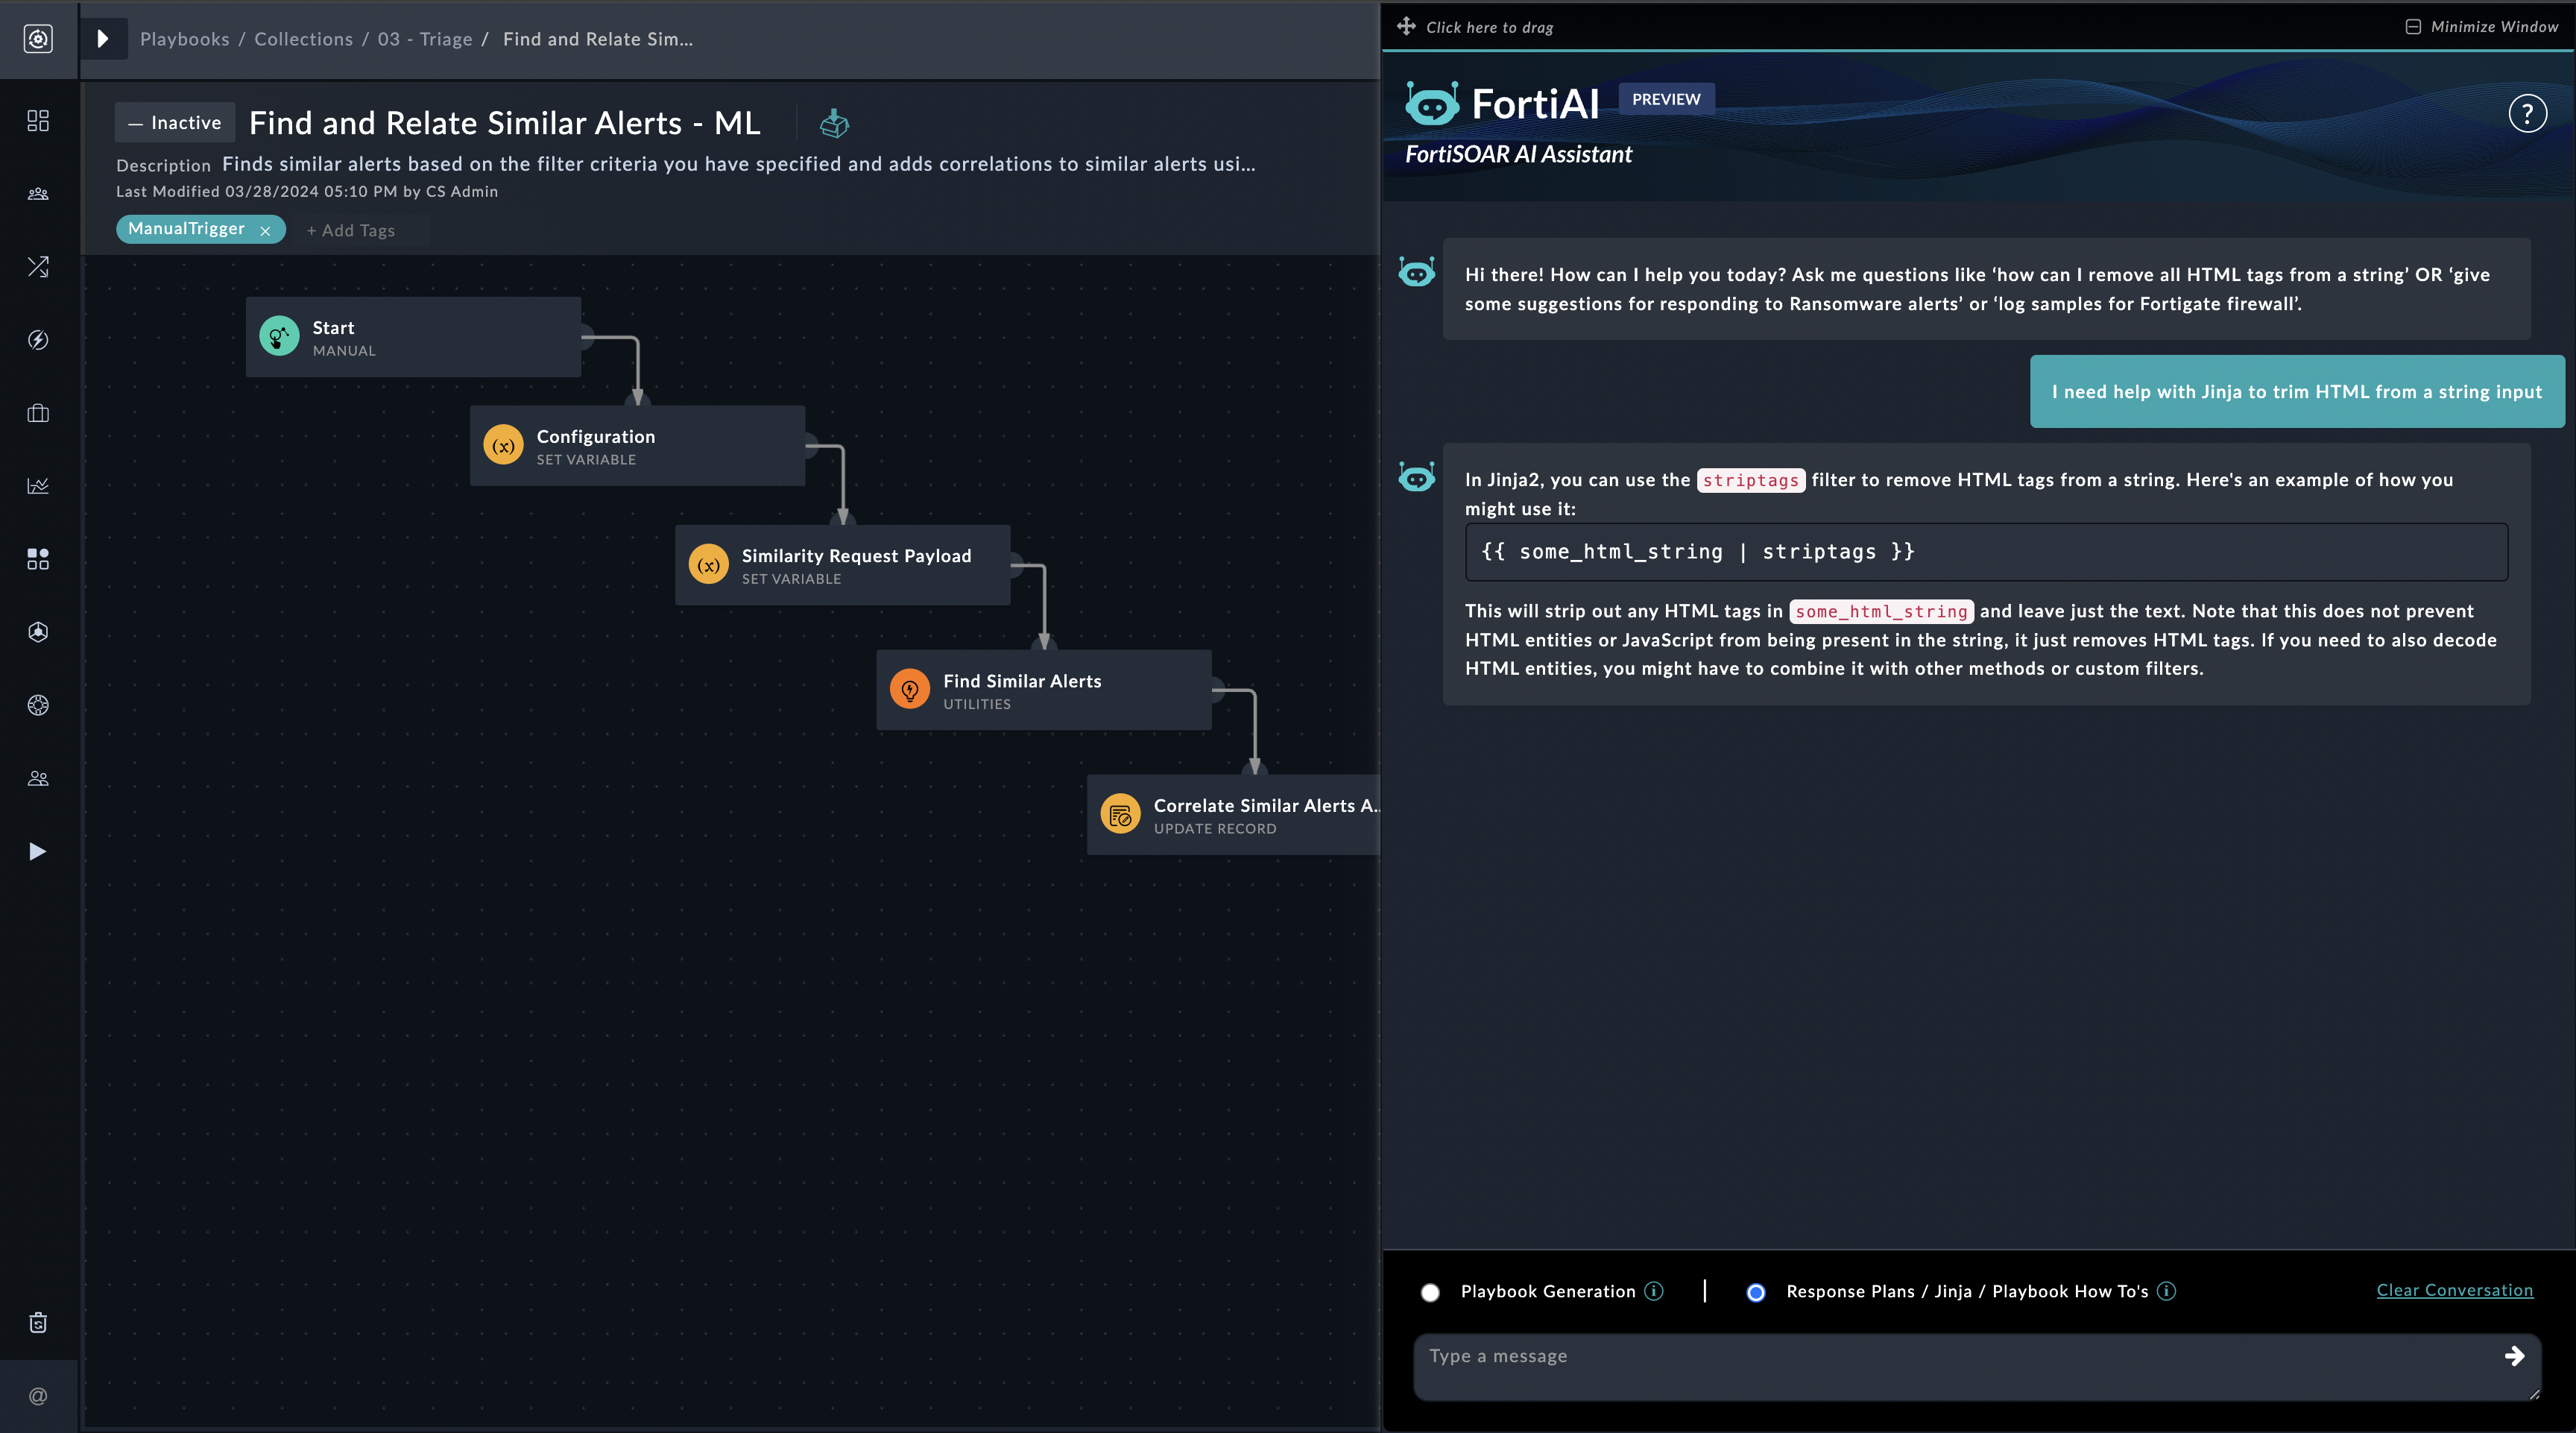 Playbooks / Collections / 03 - Triage / Find and Relate Sim...
— Inactive
Find and Relate Similar Alerts - ML
Description Finds similar alerts based on the filter criteria you have specified and adds correlations to similar alerts usi...
Last Modified 03/28/2024 05:10 PM by CS Admin
ManualTrigger ×
+ Add Tags
Start
MANUAL
(x)
Configuration
SET VARIABLE
(x)
Similarity Request Payload
SET VARIABLE
Find Similar Alerts
UTILITIES
Correlate Similar Alerts A..
UPDATE RECORD
@
Click here to drag
Minimize Window
FortiAI
PREVIEW
?
FortiSOAR AI Assistant
Hi there! How can I help you today? Ask me questions like ‘how can I remove all HTML tags from a string’ OR ‘give
some suggestions for responding to Ransomware alerts’ or ‘log samples for Fortigate firewall’.
I need help with Jinja to trim HTML from a string input
In Jinja2, you can use the striptags filter to remove HTML tags from a string. Here's an example of how you
might use it:
{{ some_html_string | striptags }}
This will strip out any HTML tags in some_html_string and leave just the text. Note that this does not prevent
HTML entities or JavaScript from being present in the string, it just removes HTML tags. If you need to also decode
HTML entities, you might have to combine it with other methods or custom filters.
Playbook Generation i | Response Plans / Jinja / Playbook How To's i
Clear Conversation
Type a message